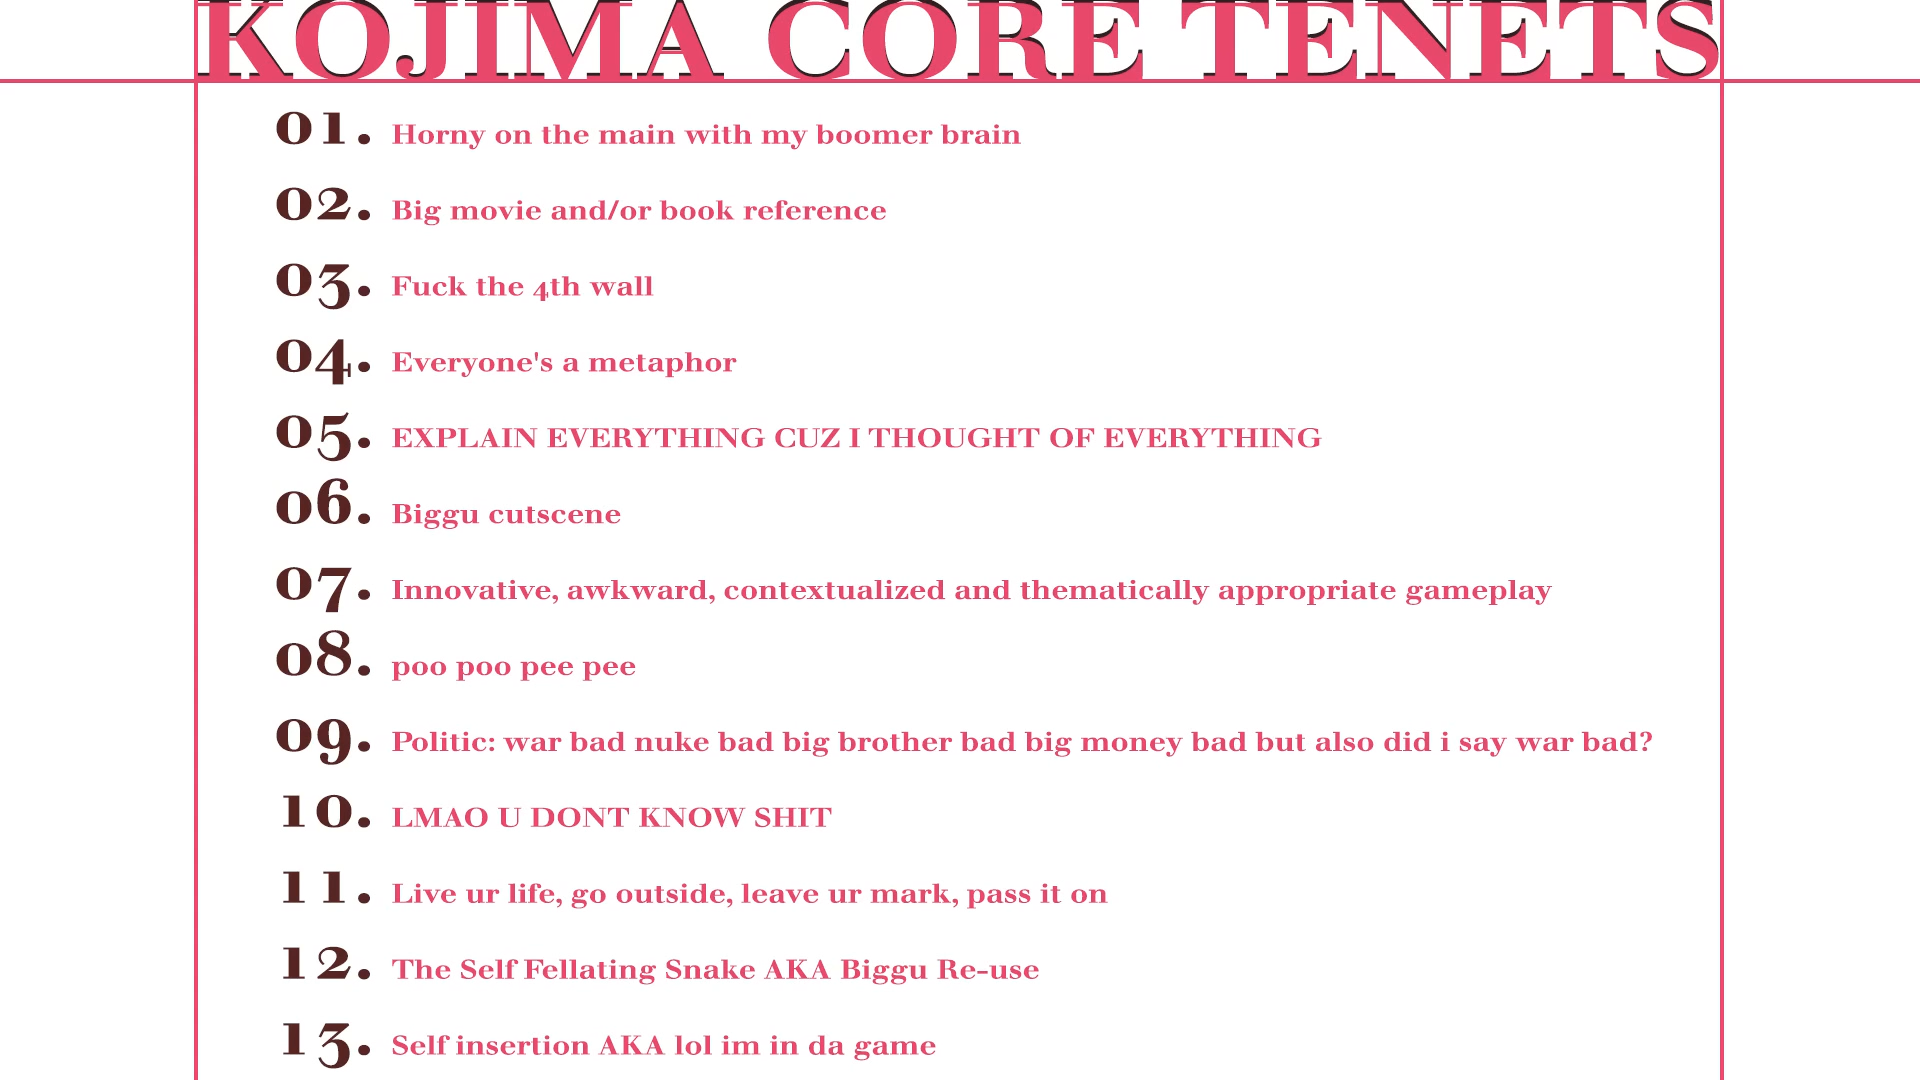 KOJIMA CORE TENETS
01. Horny on the main with my boomer brain
02. Big movie and/or book reference
03. Fuck the 4th wall
04. Everyone's a metaphor
05. EXPLAIN EVERYTHING CUZ I THOUGHT OF EVERYTHING
06. Biggu cutscene
07. Innovative, awkward, contextualized and thematically appropriate gameplay
08. poo poo pee pee
09. Politic: war bad nuke bad big brother bad big money bad but also did i say war bad?
10. LMAO U DONT KNOW SHIT
11. Live ur life, go outside, leave ur mark, pass it on
12. The Self Fellating Snake AKA Biggu Re-use
13. Self insertion AKA lol im in da game